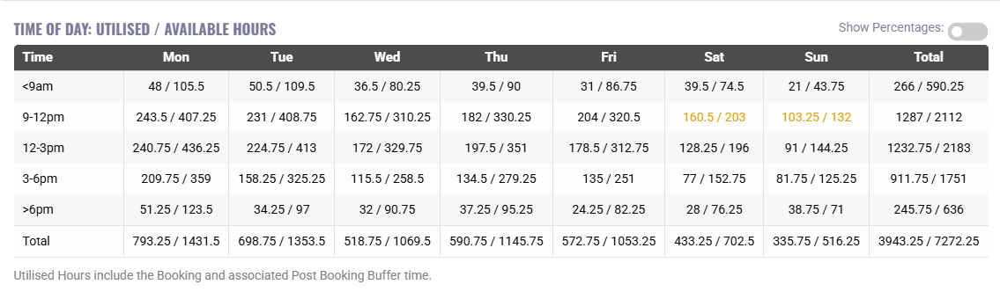 TIME OF DAY: UTILISED / AVAILABLE HOURS Show Percentages:
Time Mon Tue Wed Thu Fri Sat Sun Total
<9am 48 / 105.5 50.5 / 109.5 36.5 / 80.25 39.5 / 90 31 / 86.75 39.5 / 74.5 21 / 43.75 266 / 590.25
9-12pm 243.5 / 407.25 231 / 408.75 162.75 / 310.25 182 / 330.25 204 / 320.5 160.5 / 203 103.25 / 132 1287 / 2112
12-3pm 240.75 / 436.25 224.75 / 413 172 / 329.75 197.5 / 351 178.5 / 312.75 128.25 / 196 91 / 144.25 1232.75 / 2183
3-6pm 209.75 / 359 158.25 / 325.25 115.5 / 258.5 134.5 / 279.25 135 / 251 77 / 152.75 81.75 / 125.25 911.75 / 1751
>6pm 51.25 / 123.5 34.25 / 97 32 / 90.75 37.25 / 95.25 24.25 / 82.25 28 / 76.25 38.75 / 71 245.75 / 636
Total 793.25 / 1431.5 698.75 / 1353.5 518.75 / 1069.5 590.75 / 1145.75 572.75 / 1053.25 433.25 / 702.5 335.75 / 516.25 3943.25 / 7272.25
Utilised Hours include the Booking and associated Post Booking Buffer time.